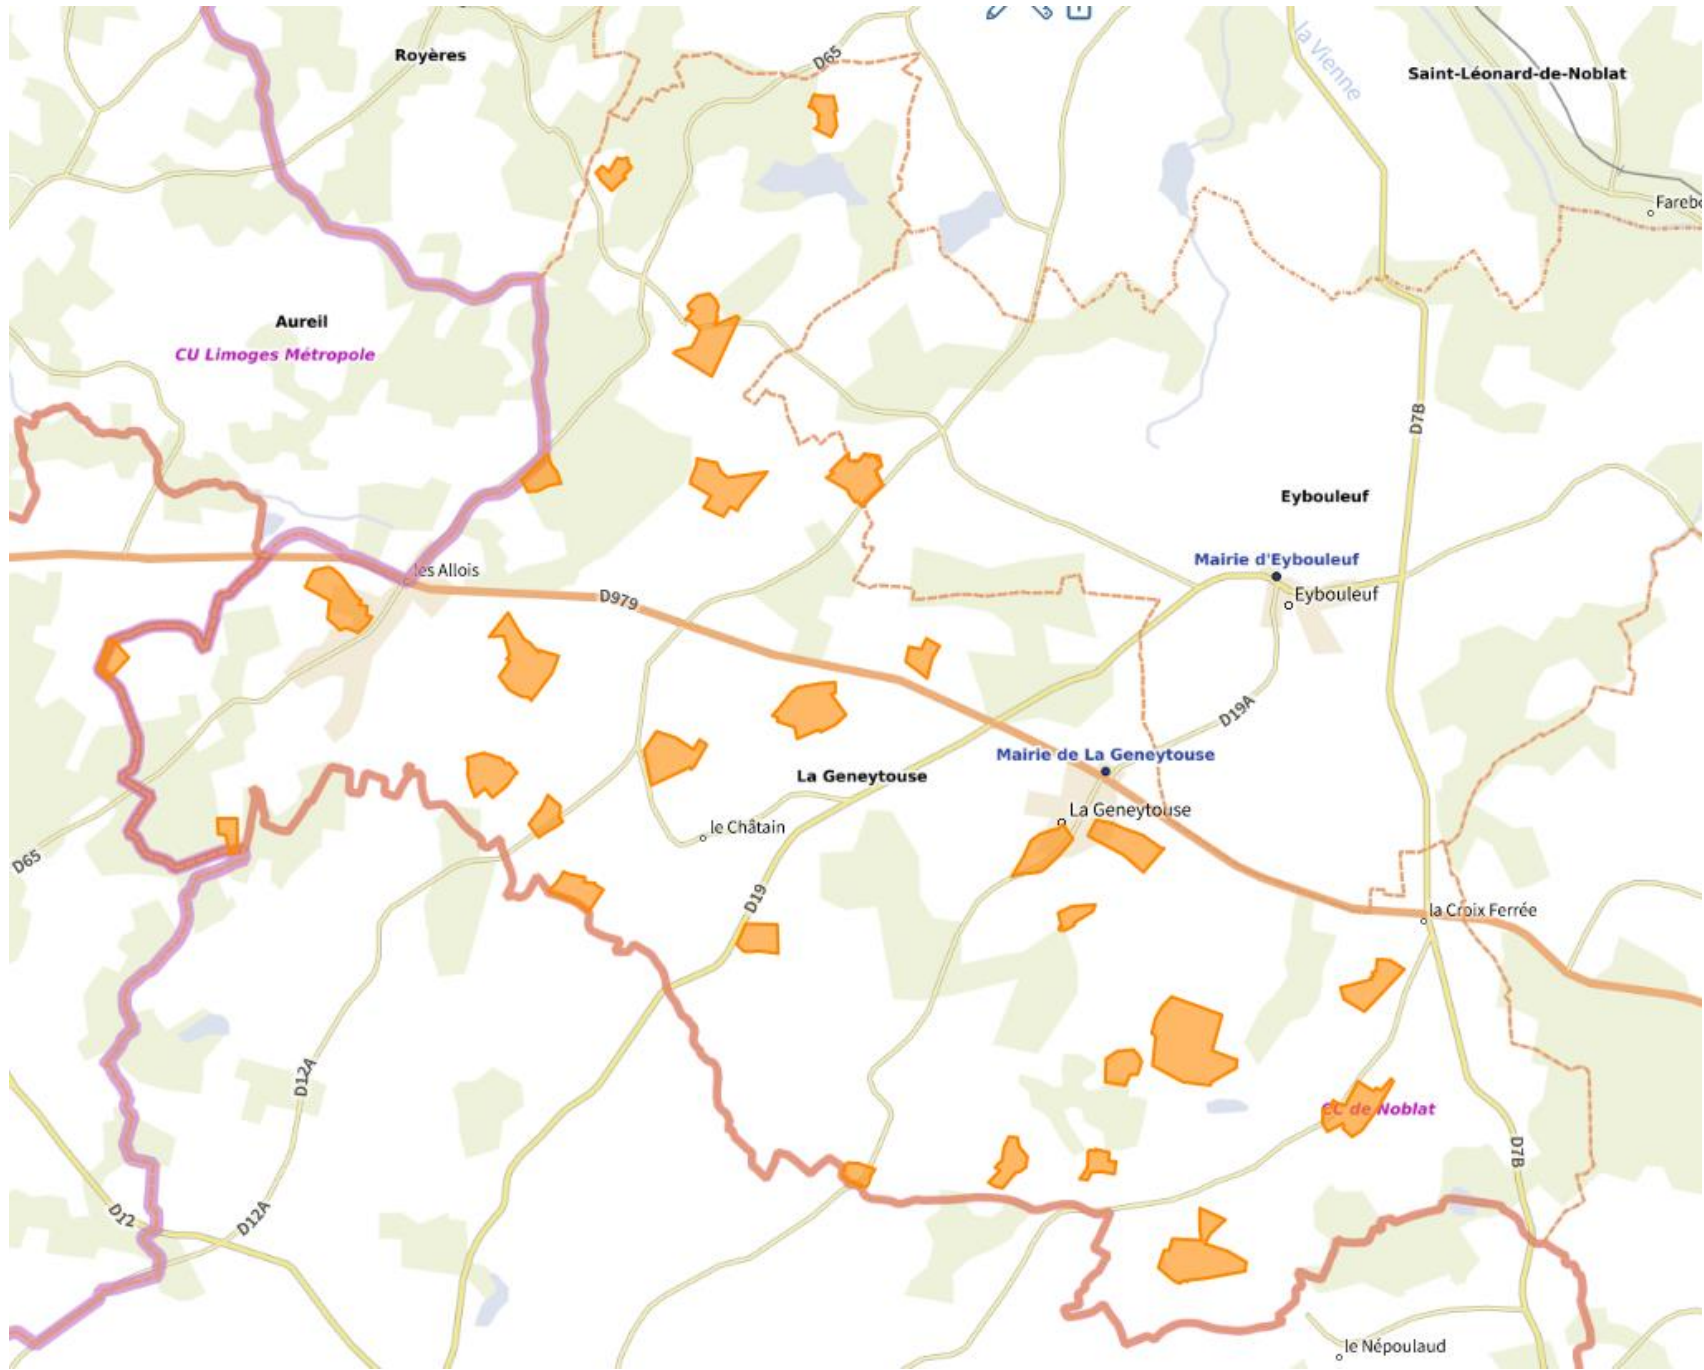 Royères
D65
la Vienne
Saint-Léonard-de-Noblat
Aureil
CU Limoges Métropole
D7B
Eybouleuf
Mairie d'Eybouleuf
les Allois
Eybouleuf
D979
D19A
Mairie de La Geneytouse
La Geneytouse
La Geneytouse
le Châtain
D65
D19
la Croix Ferrée
D12A
CC de Noblat
D7B
D12
D12A
le Népoulaud